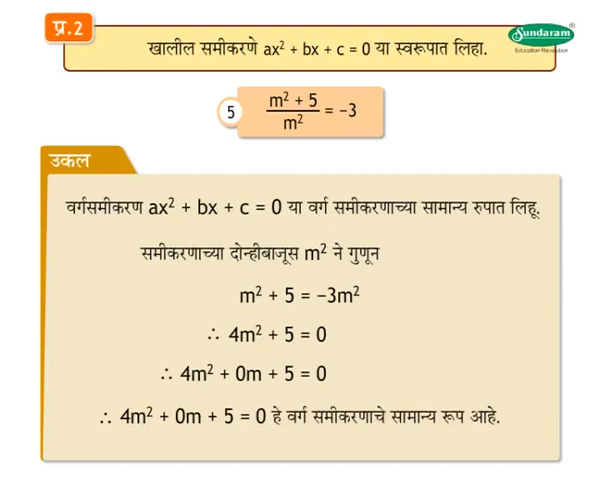 प्र.2
Sundaram®
Education Revolution
खालील समीकरणे ax² + bx + c = 0 या स्वरूपात लिहा.
5 (m² + 5)/m² = –3
उकल
वर्गसमीकरण ax² + bx + c = 0 या वर्ग समीकरणाच्या सामान्य रुपात लिहू.
समीकरणाच्या दोन्हीबाजूस m² ने गुणून
m² + 5 = –3m²
∴ 4m² + 5 = 0
∴ 4m² + 0m + 5 = 0
∴ 4m² + 0m + 5 = 0 हे वर्ग समीकरणाचे सामान्य रूप आहे.